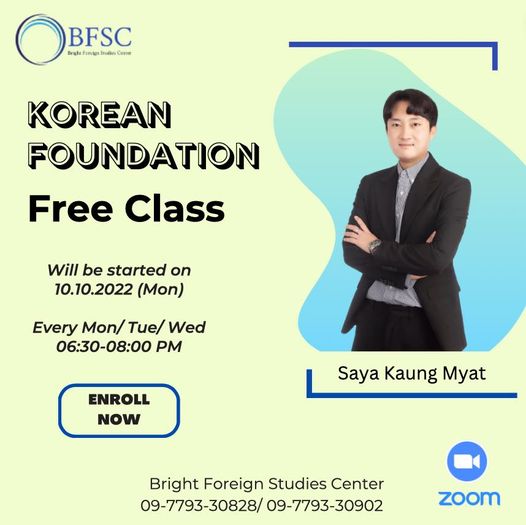 BFSC
Bright Foreign Studies Center
KOREAN
FOUNDATION
Free Class
Will be started on
10.10.2022 (Mon)
Every Mon/ Tue/ Wed
06:30-08:00 PM
ENROLL
NOW
Saya Kaung Myat
Bright Foreign Studies Center
09-7793-30828/ 09-7793-30902
zoom